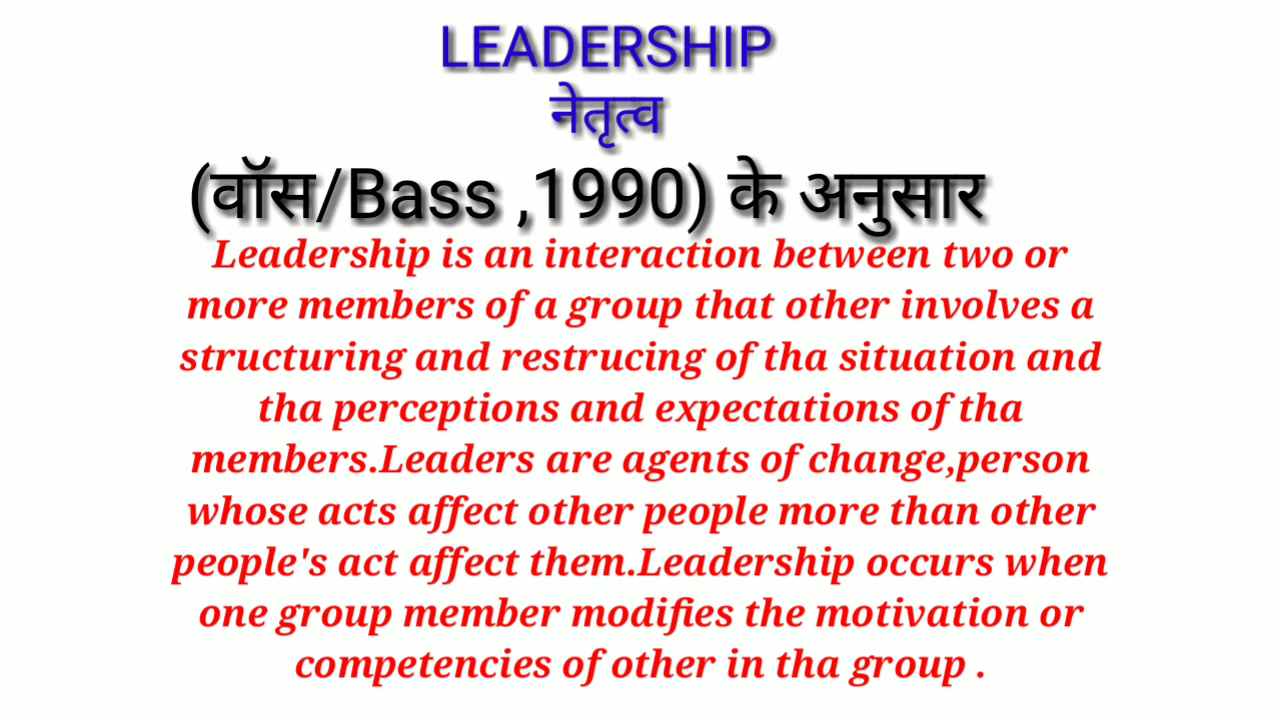 LEADERSHIP
नेतृत्व
(वॉस/Bass ,1990) के अनुसार
Leadership is an interaction between two or
more members of a group that other involves a
structuring and restrucing of tha situation and
tha perceptions and expectations of tha
members.Leaders are agents of change,person
whose acts affect other people more than other
people's act affect them.Leadership occurs when
one group member modifies the motivation or
competencies of other in tha group .